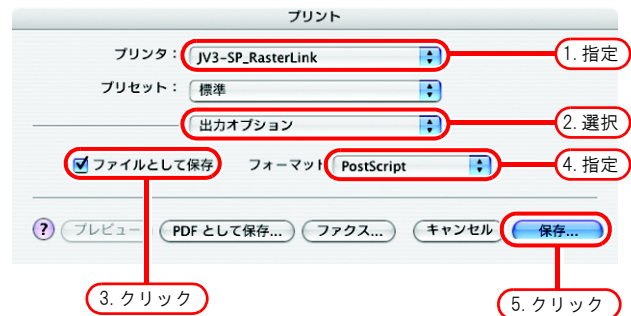 プリント
プリンタ： JV3-SP_RasterLink 1. 指定
プリセット： 標準
出力オプション 2. 選択
ファイルとして保存 フォーマット PostScript 4. 指定
? プレビュー PDF として保存... ファクス... キャンセル 保存...
3. クリック 5. クリック